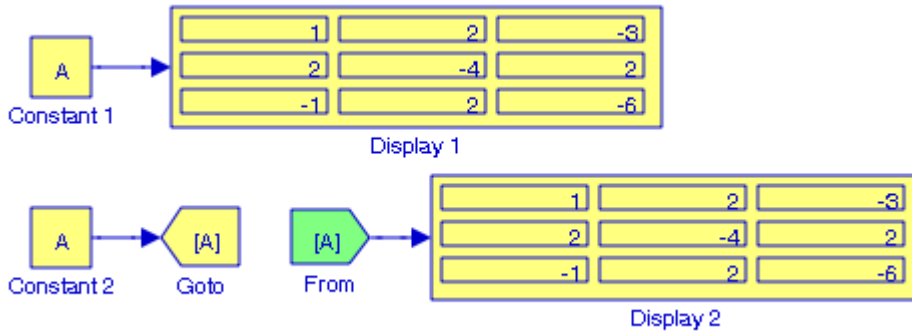 1 2 -3
A 2 -4 2
-1 2 -6
Constant 1
Display 1
1 2 -3
A [A] [A] 2 -4 2
-1 2 -6
Constant 2 Goto From
Display 2